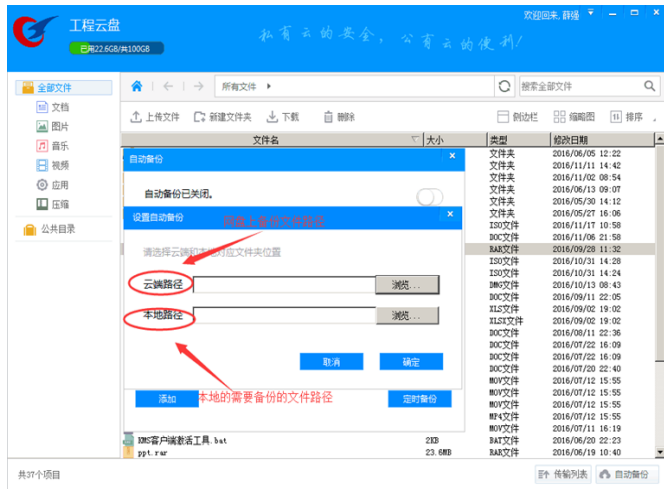 工程云盘
已用22.6GB/共100GB
私有云的安全，公有云的便利！
欢迎回来，薛强
全部文件
文档
图片
音乐
视频
应用
压缩
公共目录
所有文件
搜索全部文件
上传文件 新建文件夹 下载 删除 侧边栏 缩略图 排序
文件名 大小 类型 修改日期
文件夹 2016/06/05 12:22
文件夹 2016/11/11 14:42
文件夹 2016/11/02 08:54
文件夹 2016/06/13 09:07
文件夹 2016/05/30 14:12
文件夹 2016/05/27 16:06
ISO文件 2016/11/17 10:58
DOC文件 2016/11/06 21:58
RAR文件 2016/09/28 11:32
ISO文件 2016/10/31 14:28
ISO文件 2016/10/31 14:24
DMG文件 2016/10/13 08:43
DOC文件 2016/09/11 22:05
XLS文件 2016/09/02 19:02
XLSX文件 2016/09/02 19:02
DOC文件 2016/08/11 22:36
DOC文件 2016/07/22 16:09
DOC文件 2016/07/22 16:09
DOC文件 2016/07/20 22:40
MOV文件 2016/07/12 15:55
MOV文件 2016/07/12 15:55
MOV文件 2016/07/12 15:55
MP4文件 2016/07/12 15:55
MOV文件 2016/07/11 16:19
KMS客户端激活工具.bat 2KB BAT文件 2016/06/20 22:23
ppt.rar 23.6MB RAR文件 2016/06/19 10:40
自动备份
自动备份已关闭。
设置自动备份
网盘上备份文件路径
请选择云端和本地对应文件夹位置
云端路径 浏览...
本地路径 浏览...
取消 确定
本地的需要备份的文件路径
添加 定时备份
共37个项目
传输列表 自动备份